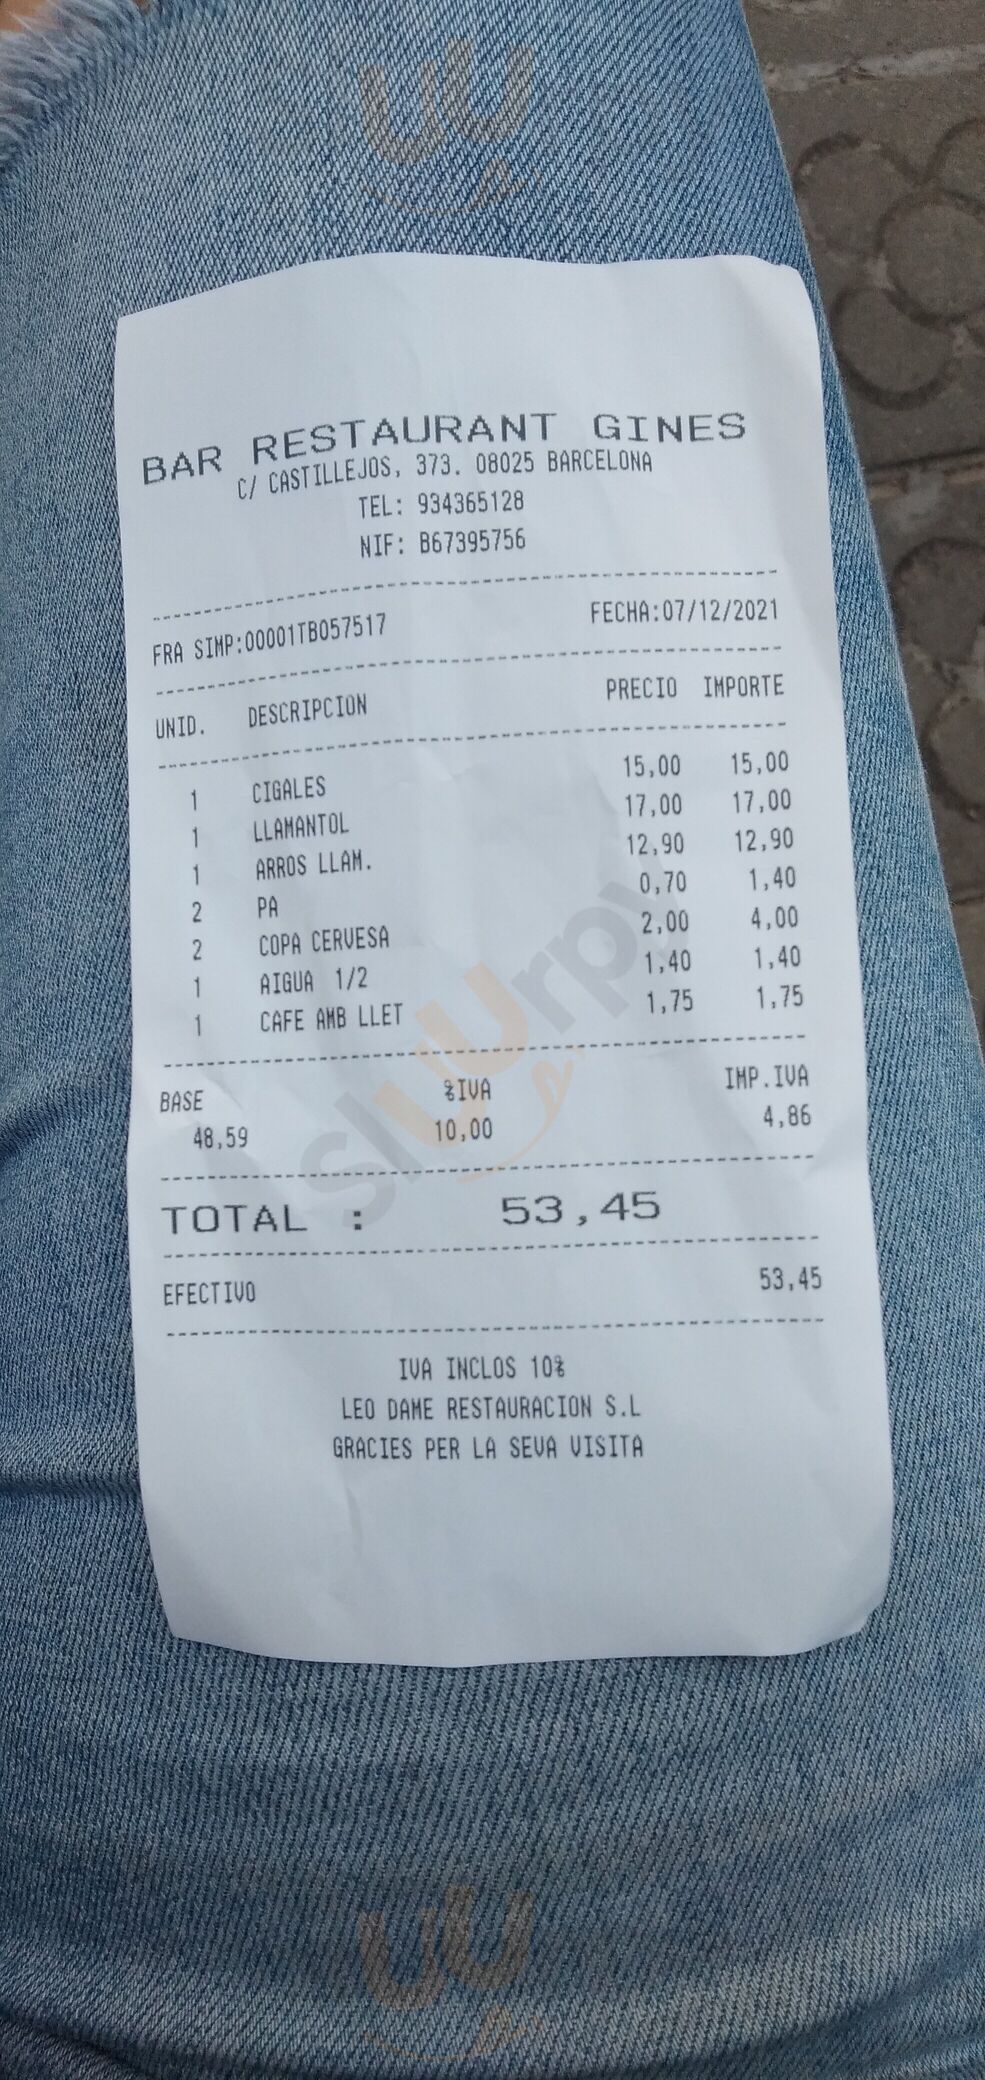 BAR RESTAURANT GINES
C/ CASTILLEJOS, 373. 08025 BARCELONA
TEL: 934365128
NIF: B67395756
FRA SIMP:00001TB057517 FECHA:07/12/2021
UNID. DESCRIPCION PRECIO IMPORTE
1 CIGALES 15,00 15,00
1 LLAMANTOL 17,00 17,00
1 ARROS LLAM. 12,90 12,90
2 PA 0,70 1,40
2 COPA CERVESA 2,00 4,00
1 AIGUA 1/2 1,40 1,40
1 CAFE AMB LLET 1,75 1,75
BASE %IVA IMP.IVA
48,59 10,00 4,86
TOTAL : 53,45
EFECTIVO 53,45
IVA INCLOS 10%
LEO DAME RESTAURACION S.L
GRACIES PER LA SEVA VISITA
sluurpy